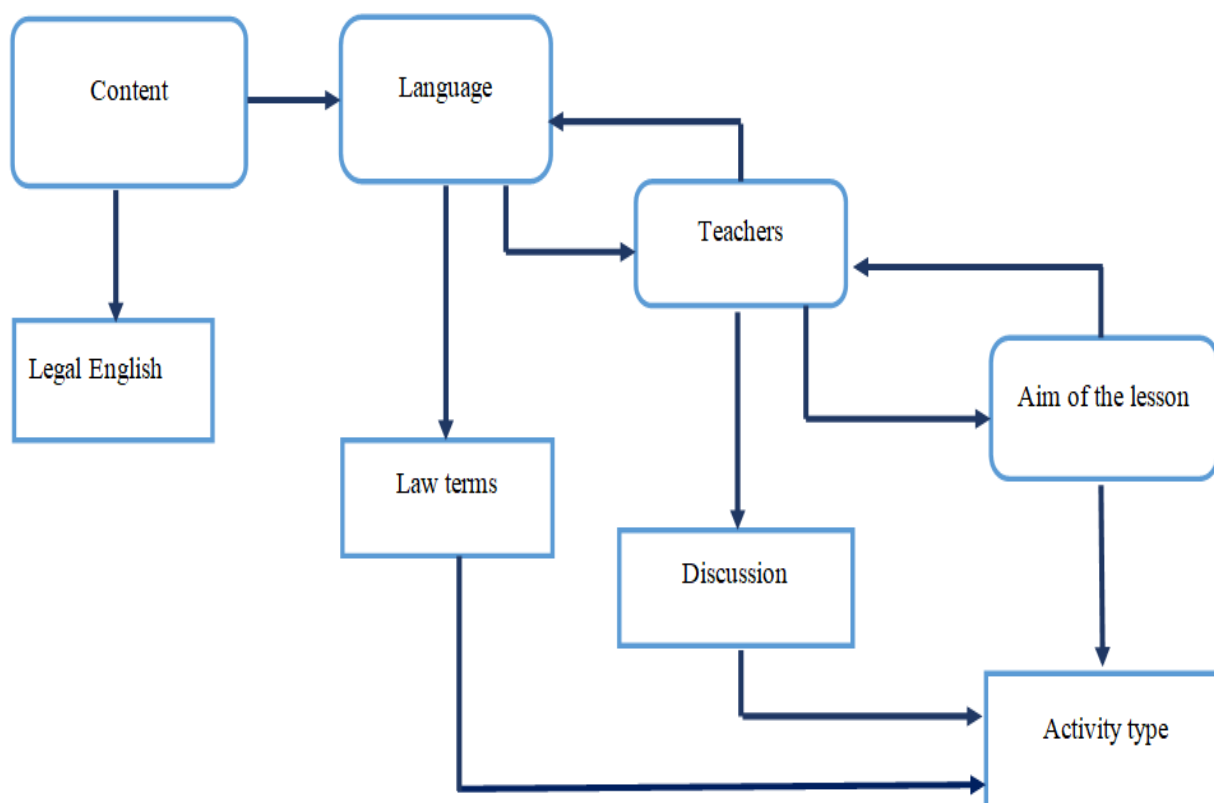 Content
Language
Teachers
Legal English
Aim of the lesson
Law terms
Discussion
Activity type